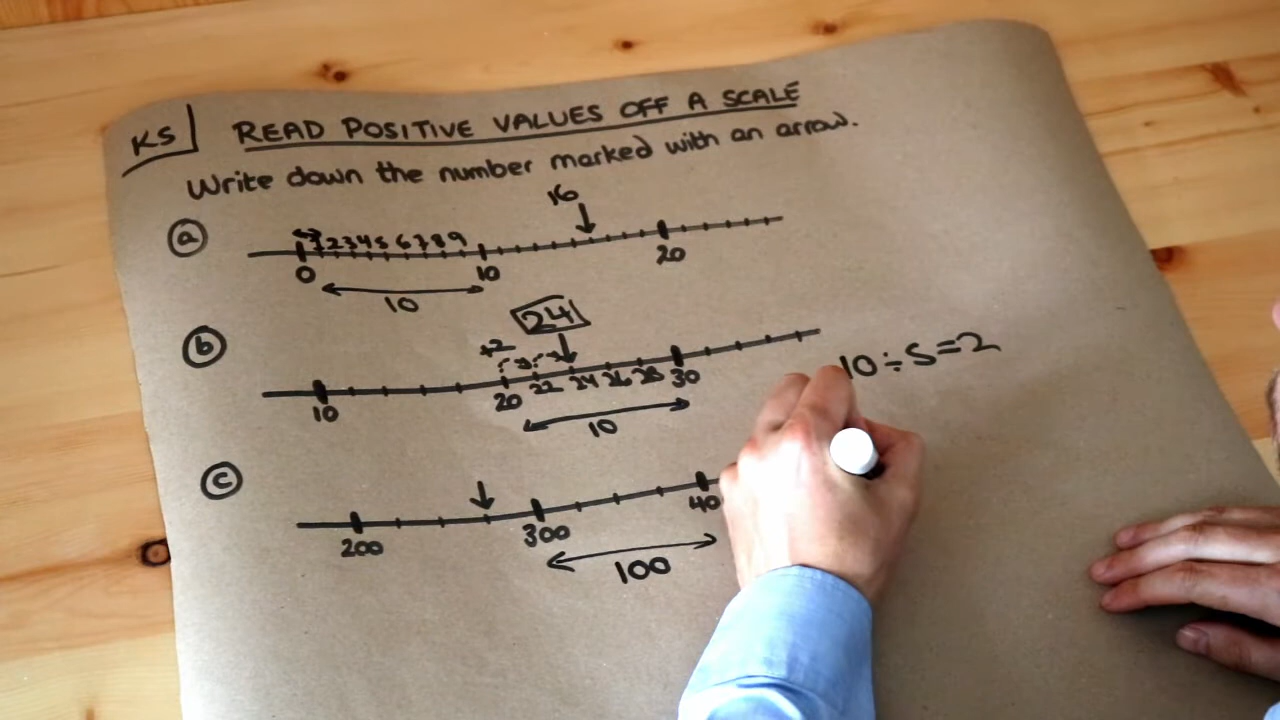 KS READ POSITIVE VALUES OFF A SCALE
Write down the number marked with an arrow.
16
a 1 2 3 4 5 6 7 8 9
0 10 20
10
24
b +2
10 20 22 24 26 28 30
10 ÷ 5 = 2
10
c
200 300 40
100